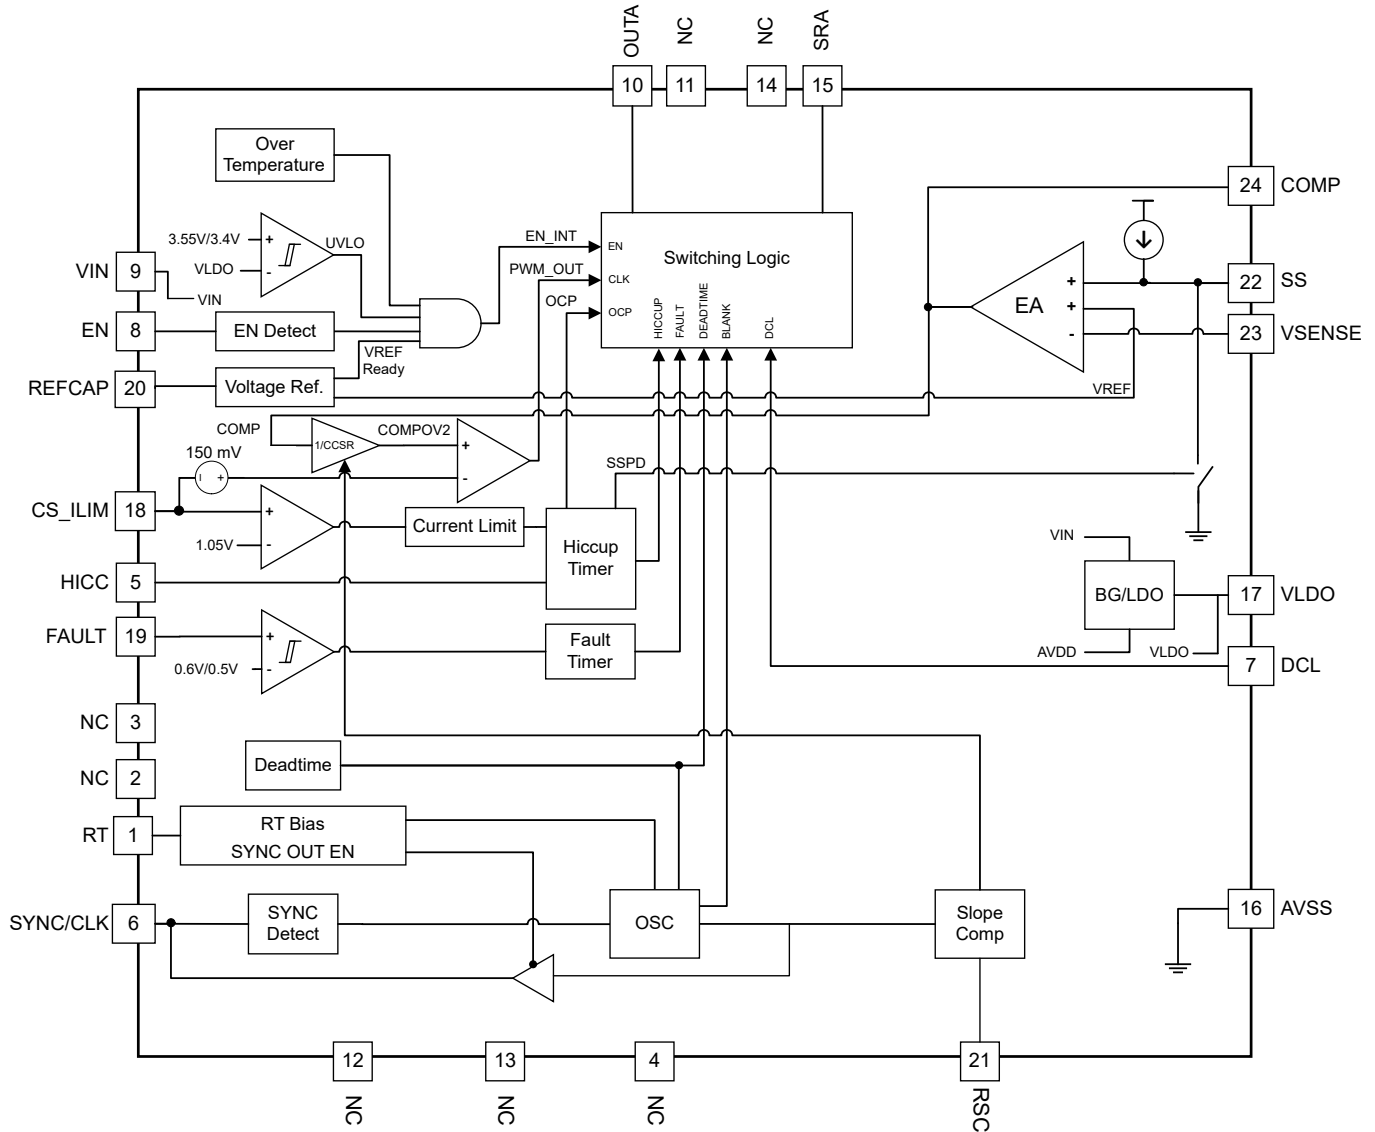 OUTA
NC
NC
SRA
10
11
14
15
Over
Temperature
24
COMP
3.55V/3.4V
+
UVLO
VLDO
-
VIN
9
VIN
EN_INT
EN
Switching Logic
PWM_OUT
CLK
OCP
OCP
HICCUP
FAULT
DEADTIME
BLANK
DCL
EA
+
+
-
22
SS
23
VSENSE
EN
8
EN Detect
VREF
Ready
REFCAP
20
Voltage Ref.
VREF
COMP
1/CCSR
COMPOV2
+
-
150 mV
+
SSPD
CS_ILIM
18
+
1.05V
-
Current Limit
Hiccup
Timer
VIN
HICC
5
BG/LDO
17
VLDO
FAULT
19
+
0.6V/0.5V
-
Fault
Timer
AVDD
VLDO
7
DCL
NC
3
Deadtime
NC
2
RT
1
RT Bias
SYNC OUT EN
SYNC/CLK
6
SYNC
Detect
OSC
Slope
Comp
16
AVSS
12
13
4
21
NC
NC
NC
RSC